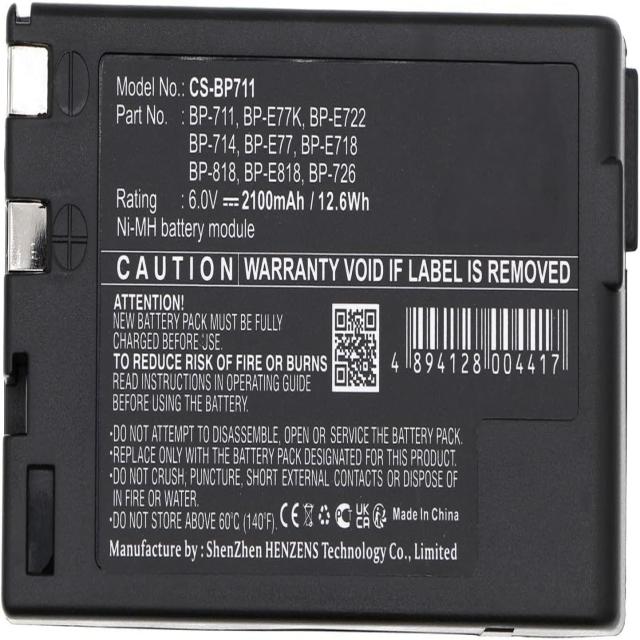 Model No.: CS-BP711
Part No. : BP-711, BP-E77K, BP-E722
BP-714, BP-E77, BP-E718
BP-818, BP-E818, BP-726
Rating : 6.0V ⎓ 2100mAh / 12.6Wh
Ni-MH battery module
CAUTION WARRANTY VOID IF LABEL IS REMOVED
ATTENTION!
NEW BATTERY PACK MUST BE FULLY
CHARGED BEFORE USE.
TO REDUCE RISK OF FIRE OR BURNS
READ INSTRUCTIONS IN OPERATING GUIDE
BEFORE USING THE BATTERY.
4 894128 004417
•DO NOT ATTEMPT TO DISASSEMBLE, OPEN OR SERVICE THE BATTERY PACK.
•REPLACE ONLY WITH THE BATTERY PACK DESIGNATED FOR THIS PRODUCT.
•DO NOT CRUSH, PUNCTURE, SHORT EXTERNAL CONTACTS OR DISPOSE OF
IN FIRE OR WATER.
•DO NOT STORE ABOVE 60°C (140°F). CE UK CA Made In China
Manufacture by : ShenZhen HENZENS Technology Co., Limited